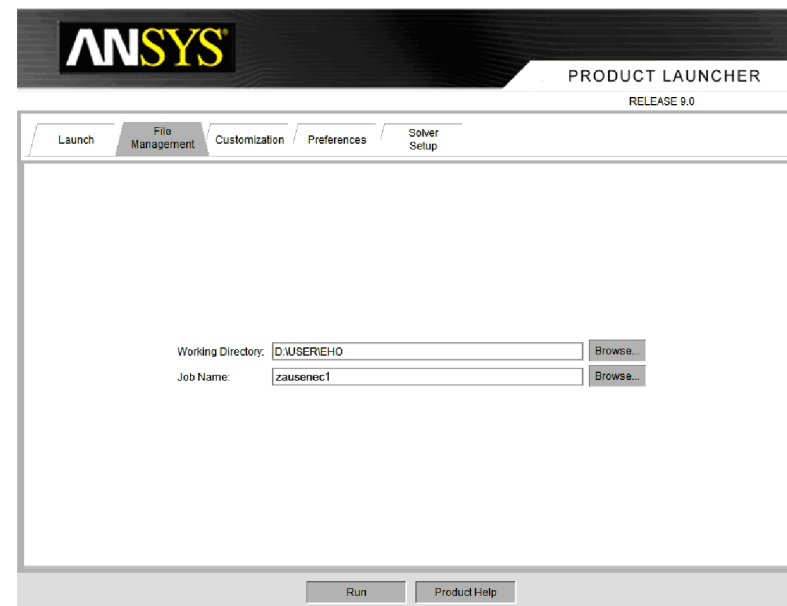 ANSYS
PRODUCT LAUNCHER
RELEASE 9.0
Launch
File
Management
Customization
Preferences
Solver
Setup
Working Directory: D:\USER\EHO Browse...
Job Name: zausenec1 Browse...
Run Product Help